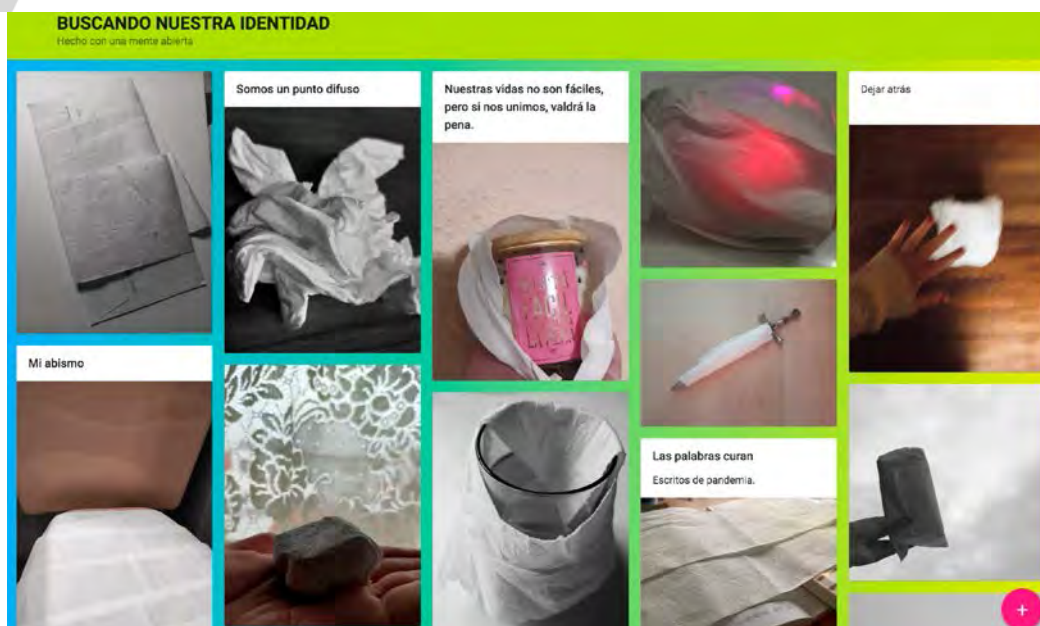 BUSCANDO NUESTRA IDENTIDAD
Hecho con una mente abierta
Somos un punto difuso
Nuestras vidas no son fáciles,
pero si nos unimos, valdrá la
pena.
Dejar atrás
Mi abismo
Las palabras curan
Escritos de pandemia.